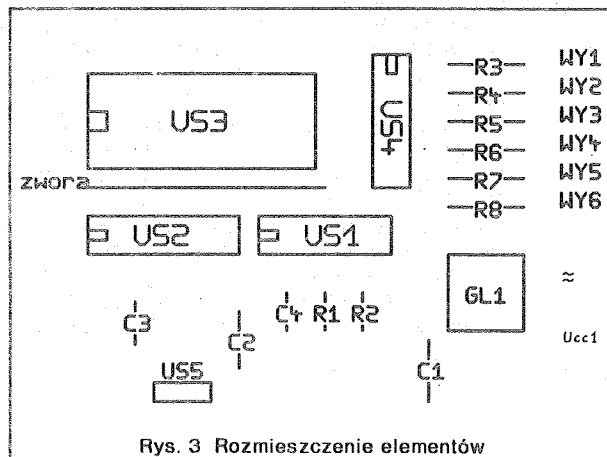 R3 WY1
R4 WY2
US3 US4 R5 WY3
R6 WY4
zwora R7 WY5
R8 WY6
US2 US1
GL1 ≈
C3 C4 R1 R2
C2 Ucc1
US5 C1
Rys. 3 Rozmieszczenie elementów